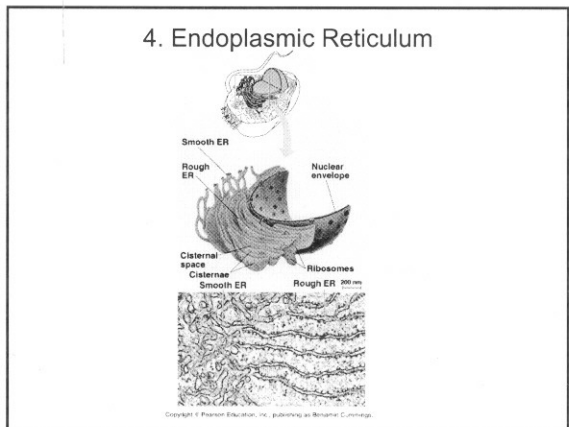 4. Endoplasmic Reticulum
Smooth ER
Rough
ER
Nuclear
envelope
Cisternal
space
Cisternae
Ribosomes
Smooth ER
Rough ER
200 nm
Copyright © Pearson Education, Inc., publishing as Benjamin Cummings.